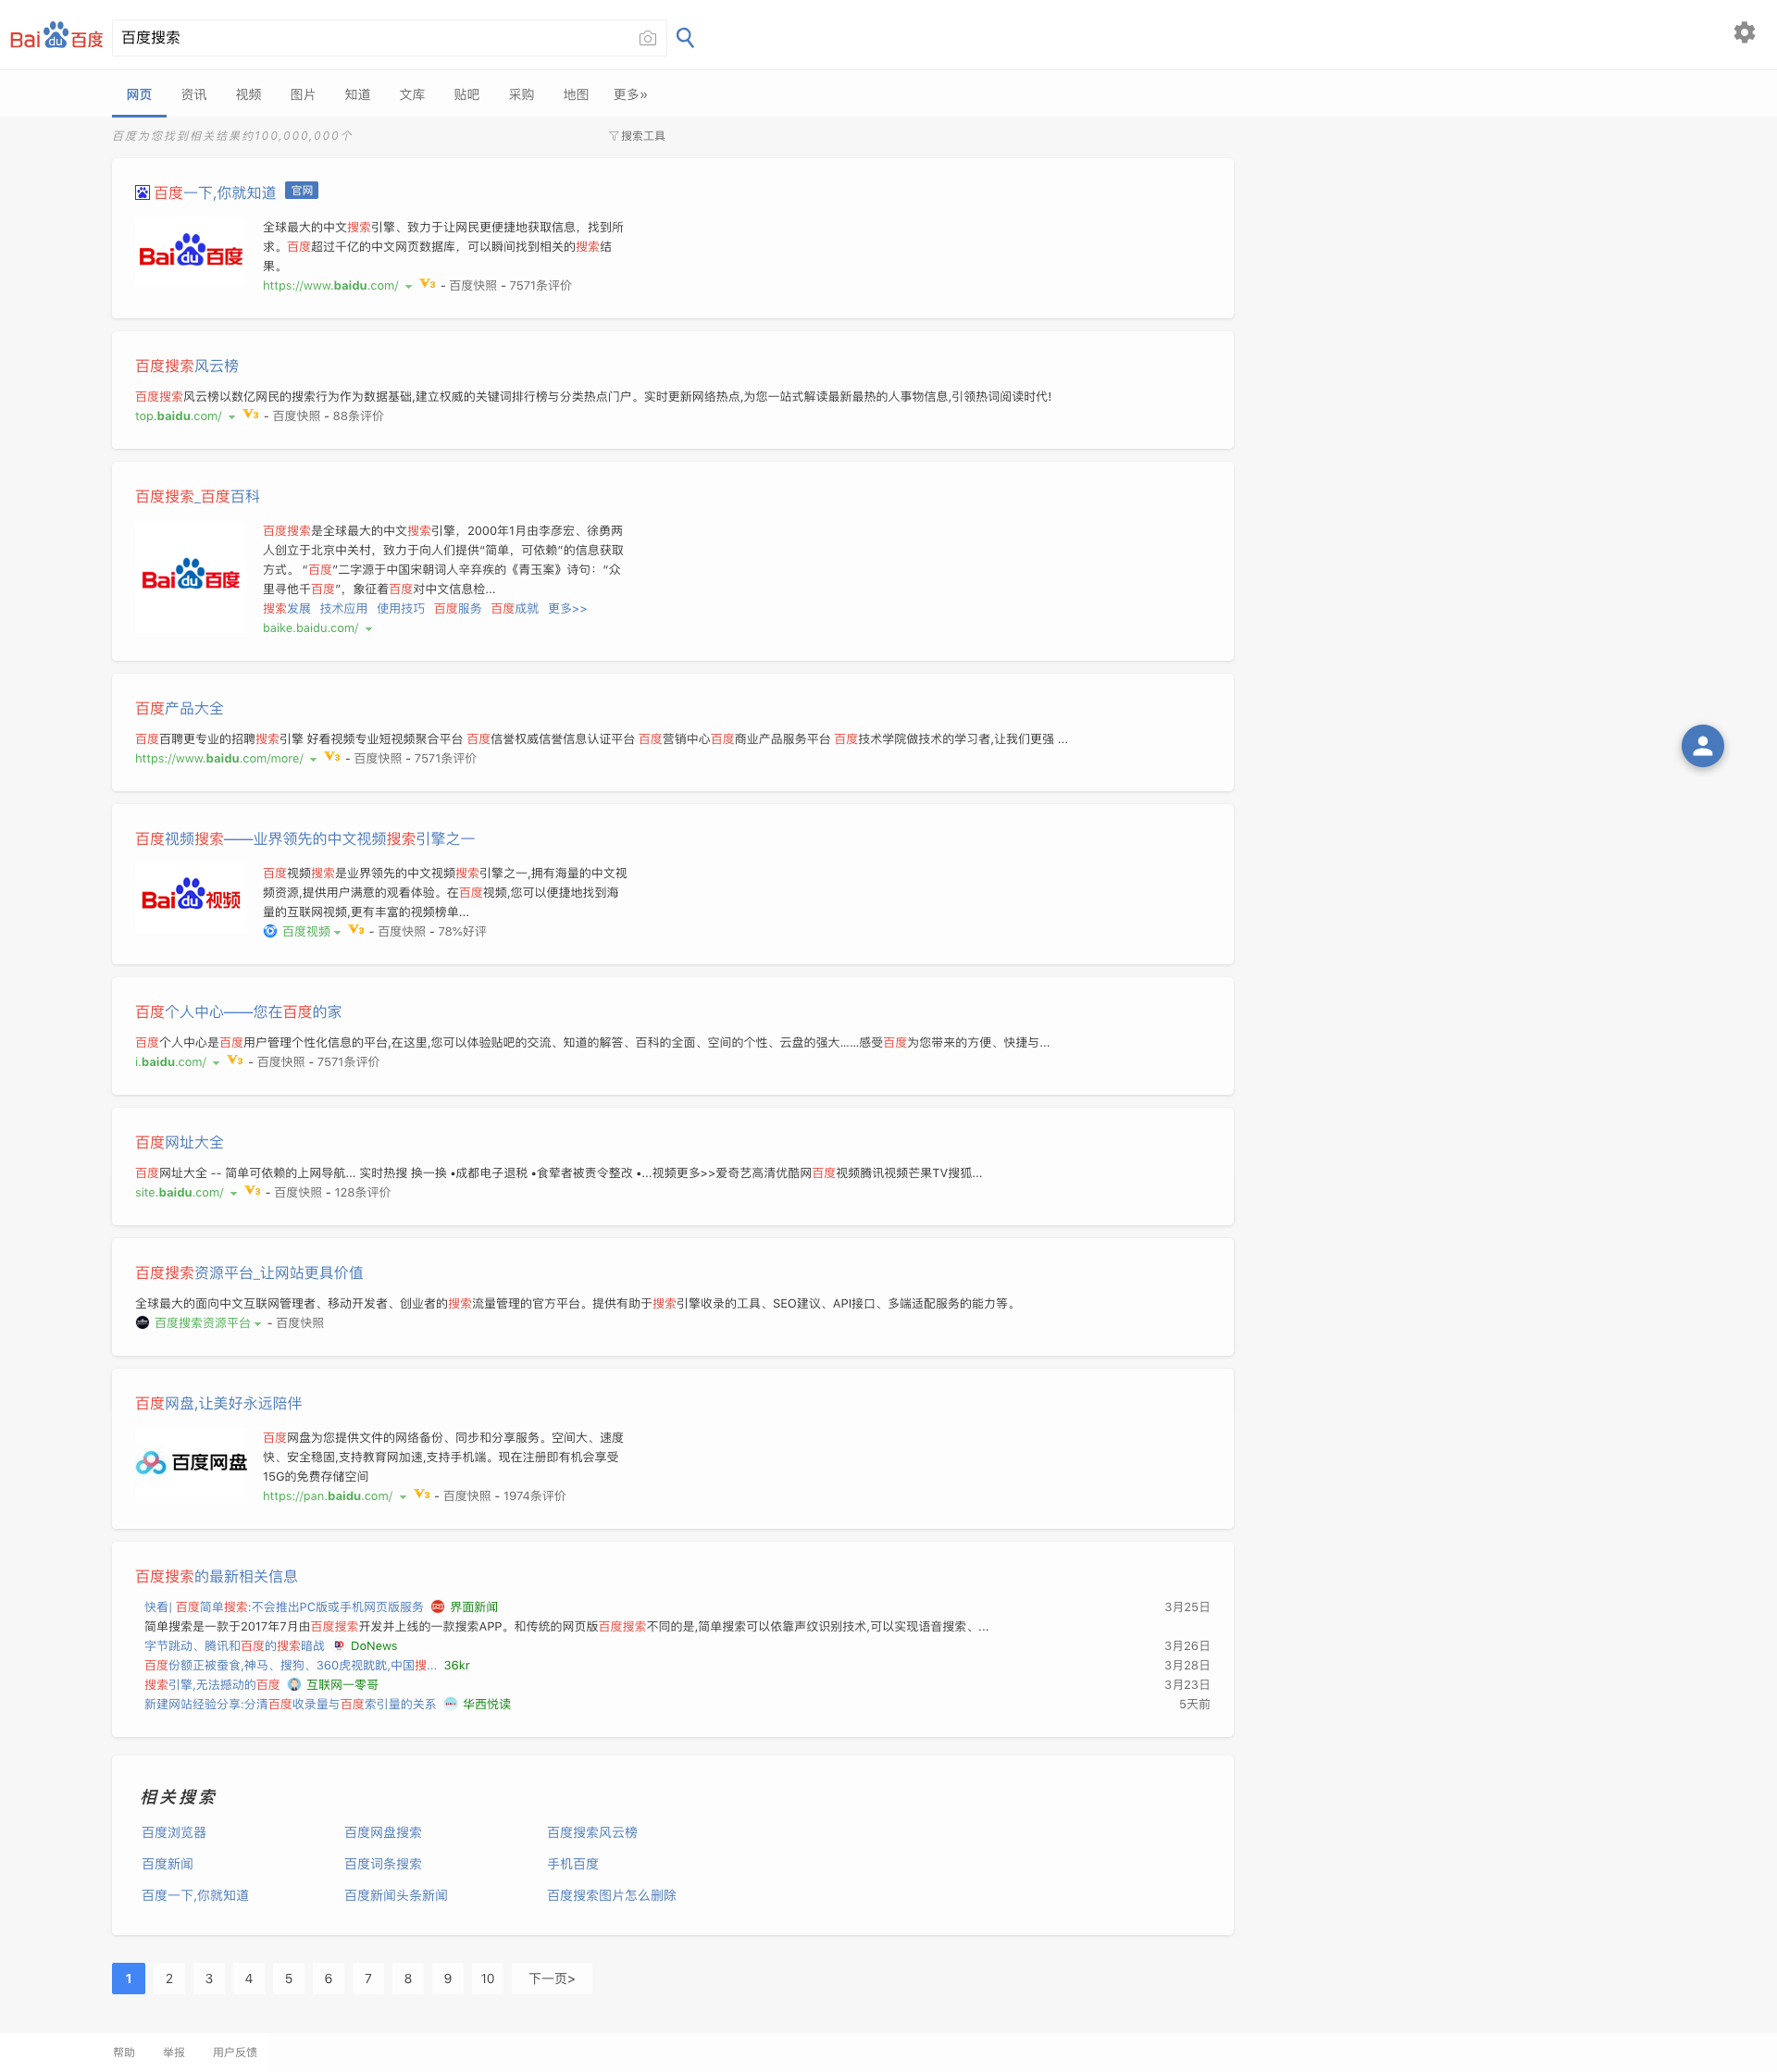 Bai du 百度 百度搜索
网页 资讯 视频 图片 知道 文库 贴吧 采购 地图 更多»
百度为您找到相关结果约100,000,000个 搜索工具
百度一下,你就知道 官网
Bai du 百度
全球最大的中文搜索引擎、致力于让网民更便捷地获取信息，找到所
求。百度超过千亿的中文网页数据库，可以瞬间找到相关的搜索结
果。
https://www.baidu.com/ V3 - 百度快照 - 7571条评价
百度搜索风云榜
百度搜索风云榜以数亿网民的搜索行为作为数据基础,建立权威的关键词排行榜与分类热点门户。实时更新网络热点,为您一站式解读最新最热的人事物信息,引领热词阅读时代!
top.baidu.com/ V3 - 百度快照 - 88条评价
百度搜索_百度百科
Bai du 百度
百度搜索是全球最大的中文搜索引擎，2000年1月由李彦宏、徐勇两
人创立于北京中关村，致力于向人们提供“简单，可依赖”的信息获取
方式。 “百度”二字源于中国宋朝词人辛弃疾的《青玉案》诗句：“众
里寻他千百度”，象征着百度对中文信息检...
搜索发展 技术应用 使用技巧 百度服务 百度成就 更多>>
baike.baidu.com/
百度产品大全
百度百聘更专业的招聘搜索引擎 好看视频专业短视频聚合平台 百度信誉权威信誉信息认证平台 百度营销中心百度商业产品服务平台 百度技术学院做技术的学习者,让我们更强 ...
https://www.baidu.com/more/ V3 - 百度快照 - 7571条评价
百度视频搜索——业界领先的中文视频搜索引擎之一
Bai du 视频
百度视频搜索是业界领先的中文视频搜索引擎之一,拥有海量的中文视
频资源,提供用户满意的观看体验。在百度视频,您可以便捷地找到海
量的互联网视频,更有丰富的视频榜单...
百度视频 V3 - 百度快照 - 78%好评
百度个人中心——您在百度的家
百度个人中心是百度用户管理个性化信息的平台,在这里,您可以体验贴吧的交流、知道的解答、百科的全面、空间的个性、云盘的强大......感受百度为您带来的方便、快捷与...
i.baidu.com/ V3 - 百度快照 - 7571条评价
百度网址大全
百度网址大全 -- 简单可依赖的上网导航... 实时热搜 换一换 •成都电子退税 •食荤者被责令整改 •...视频更多>>爱奇艺高清优酷网百度视频腾讯视频芒果TV搜狐...
site.baidu.com/ V3 - 百度快照 - 128条评价
百度搜索资源平台_让网站更具价值
全球最大的面向中文互联网管理者、移动开发者、创业者的搜索流量管理的官方平台。提供有助于搜索引擎收录的工具、SEO建议、API接口、多端适配服务的能力等。
百度搜索资源平台 - 百度快照
百度网盘,让美好永远陪伴
百度网盘
百度网盘为您提供文件的网络备份、同步和分享服务。空间大、速度
快、安全稳固,支持教育网加速,支持手机端。现在注册即有机会享受
15G的免费存储空间
https://pan.baidu.com/ V3 - 百度快照 - 1974条评价
百度搜索的最新相关信息
快看| 百度简单搜索:不会推出PC版或手机网页版服务 界面新闻 3月25日
简单搜索是一款于2017年7月由百度搜索开发并上线的一款搜索APP。和传统的网页版百度搜索不同的是,简单搜索可以依靠声纹识别技术,可以实现语音搜索、...
字节跳动、腾讯和百度的搜索暗战 DoNews 3月26日
百度份额正被蚕食,神马、搜狗、360虎视眈眈,中国搜... 36kr 3月28日
搜索引擎,无法撼动的百度 互联网一零哥 3月23日
新建网站经验分享:分清百度收录量与百度索引量的关系 华西悦读 5天前
相关搜索
百度浏览器 百度网盘搜索 百度搜索风云榜
百度新闻 百度词条搜索 手机百度
百度一下,你就知道 百度新闻头条新闻 百度搜索图片怎么删除
1 2 3 4 5 6 7 8 9 10 下一页>
帮助 举报 用户反馈